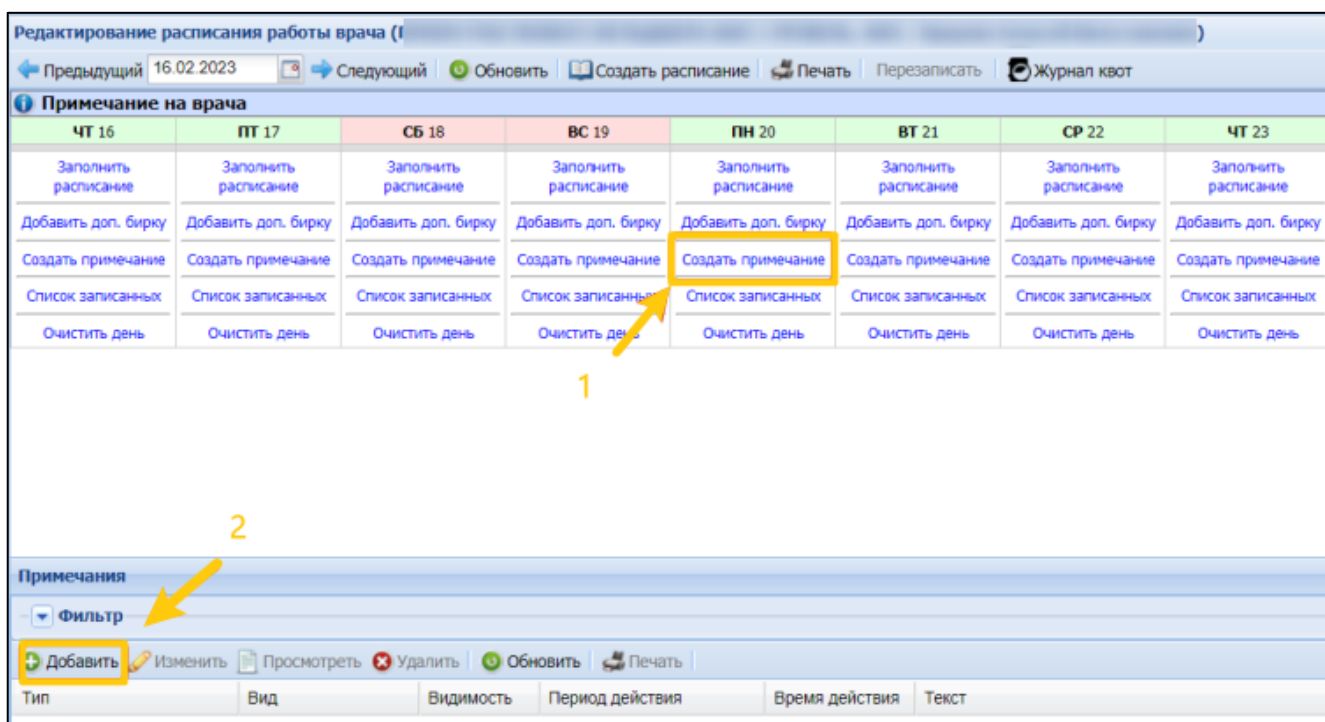 Редактирование расписания работы врача ( )
Предыдущий 16.02.2023 Следующий Обновить Создать расписание Печать Перезаписать Журнал квот
Примечание на врача
ЧТ 16 ПТ 17 СБ 18 ВС 19 ПН 20 ВТ 21 СР 22 ЧТ 23
Заполнить Заполнить Заполнить Заполнить Заполнить Заполнить Заполнить Заполнить
расписание расписание расписание расписание расписание расписание расписание расписание
Добавить доп. бирку Добавить доп. бирку Добавить доп. бирку Добавить доп. бирку Добавить доп. бирку Добавить доп. бирку Добавить доп. бирку Добавить доп. бирку
Создать примечание Создать примечание Создать примечание Создать примечание Создать примечание Создать примечание Создать примечание Создать примечание
Список записанных Список записанных Список записанных Список записанных Список записанных Список записанных Список записанных Список записанных
Очистить день Очистить день Очистить день Очистить день Очистить день Очистить день Очистить день Очистить день
1
2
Примечания
Фильтр
Добавить Изменить Просмотреть Удалить Обновить Печать
Тип Вид Видимость Период действия Время действия Текст